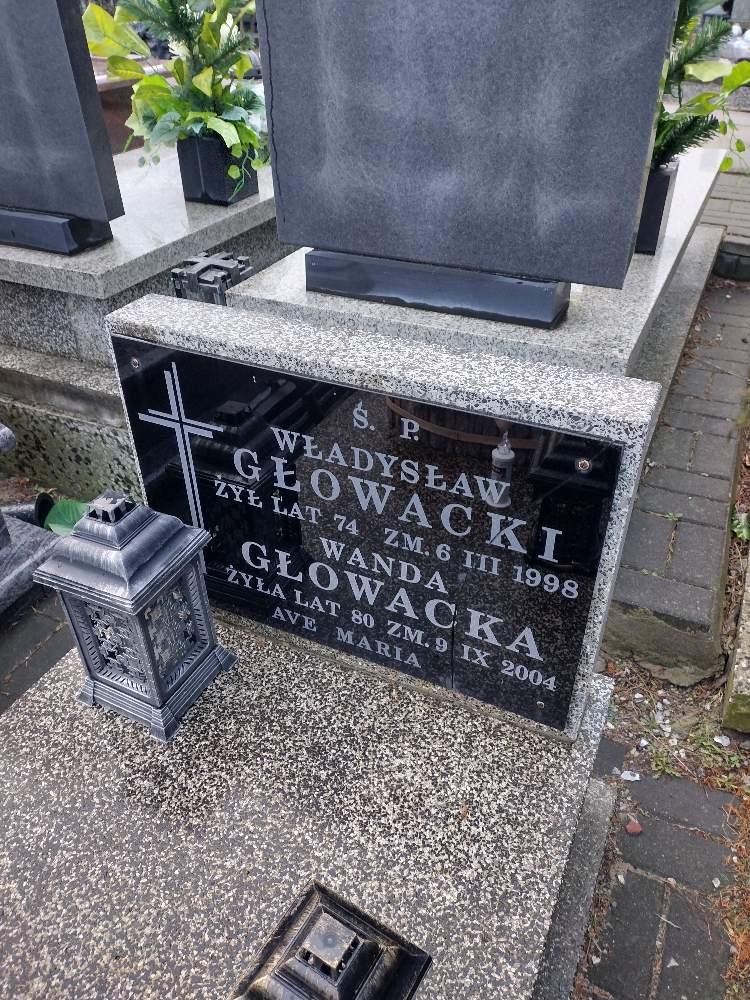 Ś. P.
WŁADYSŁAW
GŁOWACKI
ŻYŁ LAT 74 ZM. 6 III 1998
WANDA
GŁOWACKA
ŻYŁA LAT 80 ZM. 9 IX 2004
AVE MARIA